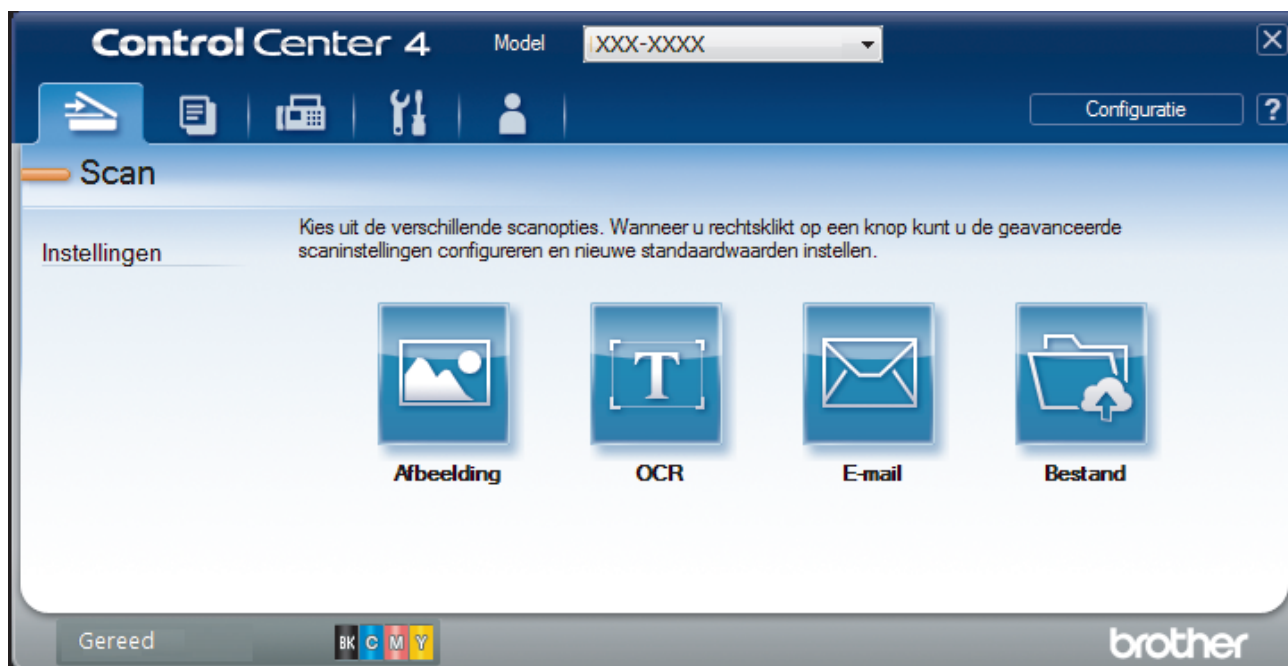 Control Center 4 Model XXX-XXXX
Configuratie ?
Scan
Instellingen
Kies uit de verschillende scanopties. Wanneer u rechtsklikt op een knop kunt u de geavanceerde
scaninstellingen configureren en nieuwe standaardwaarden instellen.
T
Afbeelding OCR E-mail Bestand
Gereed BK C M Y brother